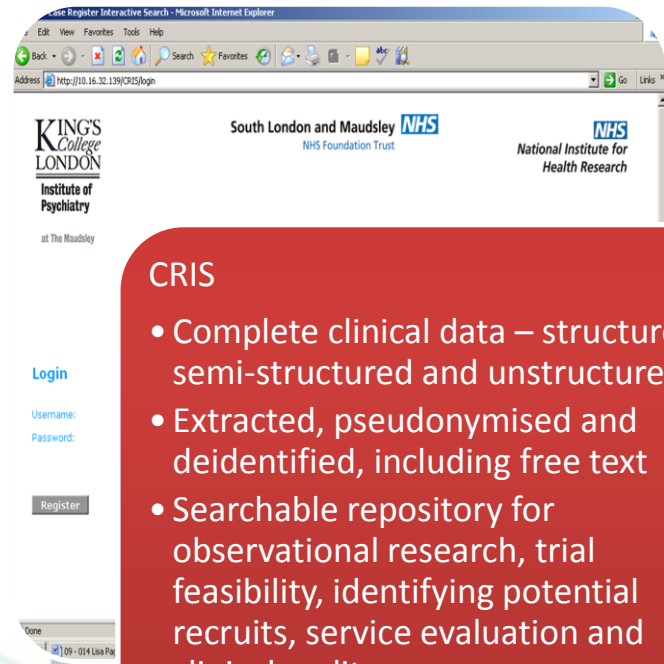 Case Register Interactive Search - Microsoft Internet Explorer
Edit View Favorites Tools Help
Back Search Favorites
Address http://10.16.32.139/CRIS/login Go Links
KING'S
College
LONDON
Institute of
Psychiatry
at The Maudsley
South London and Maudsley NHS
NHS Foundation Trust
NHS
National Institute for
Health Research
Login
Username:
Password:
Register
CRIS
• Complete clinical data – structure
semi-structured and unstructure
• Extracted, pseudonymised and
deidentified, including free text
• Searchable repository for
observational research, trial
feasibility, identifying potential
recruits, service evaluation and
Done
09 - 014 Lisa Pag